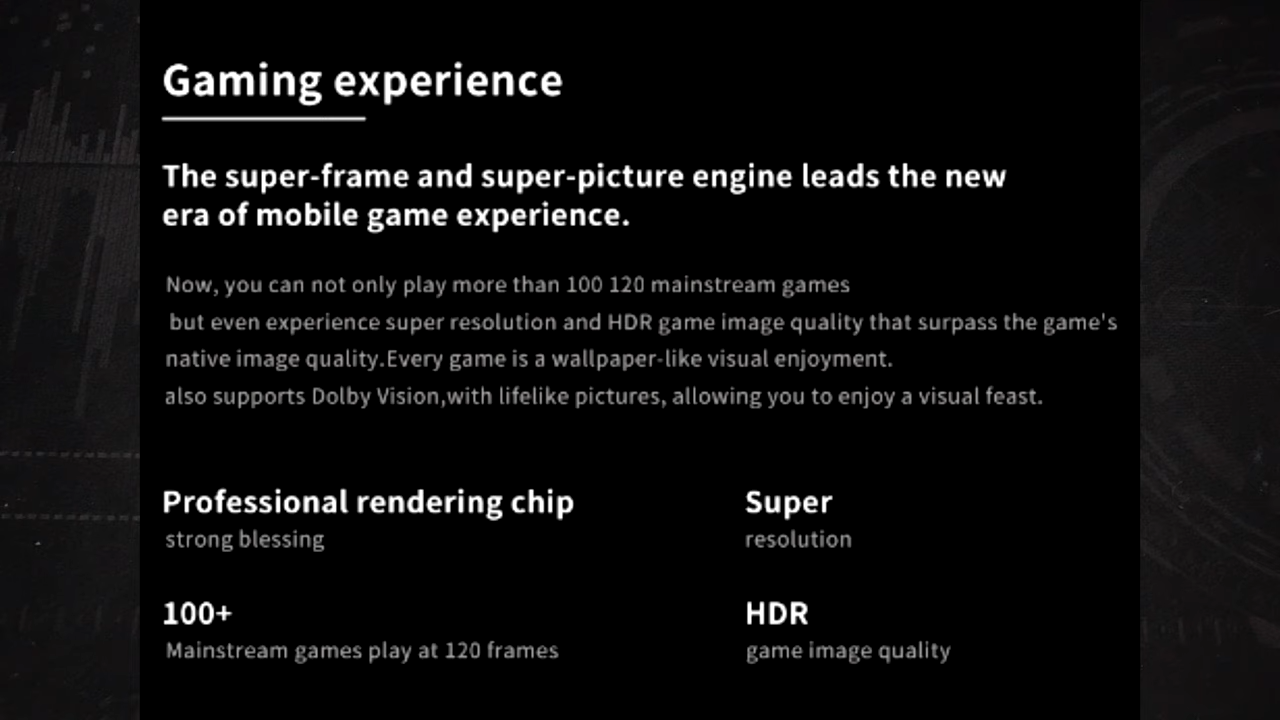 Gaming experience
The super-frame and super-picture engine leads the new
era of mobile game experience.
Now, you can not only play more than 100 120 mainstream games
but even experience super resolution and HDR game image quality that surpass the game's
native image quality.Every game is a wallpaper-like visual enjoyment.
also supports Dolby Vision,with lifelike pictures, allowing you to enjoy a visual feast.
Professional rendering chip
strong blessing
Super
resolution
100+
Mainstream games play at 120 frames
HDR
game image quality